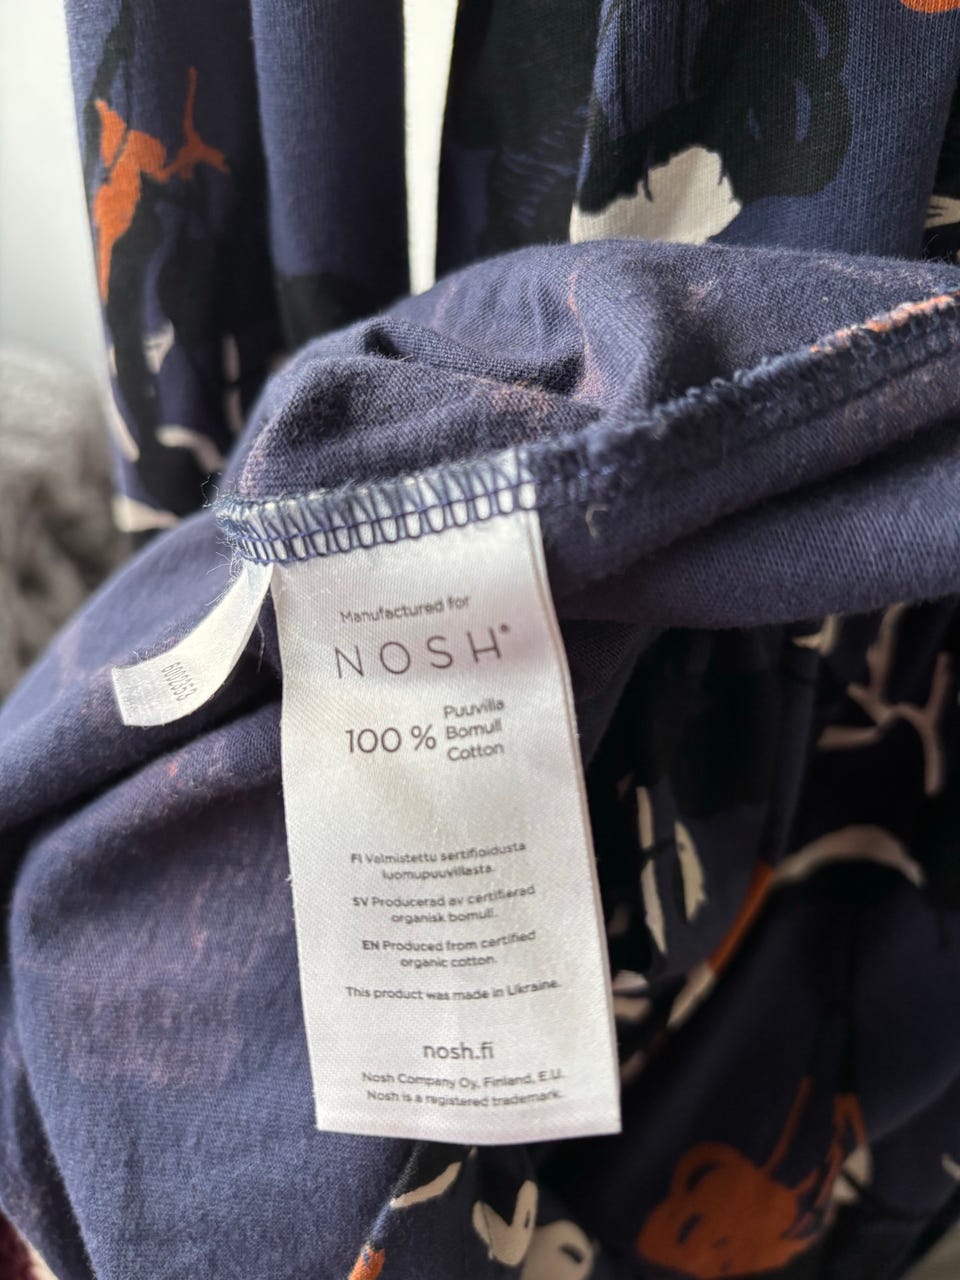 Manufactured for
NOSH®
100 % Puuvilla
Bomull
Cotton
FI Valmistettu sertifioidusta
luomupuuvillasta.
SV Producerad av certifierad
organisk bomull.
EN Produced from certified
organic cotton.
This product was made in Ukraine.
nosh.fi
Nosh Company Oy, Finland, E.U.
Nosh is a registered trademark.
6002353